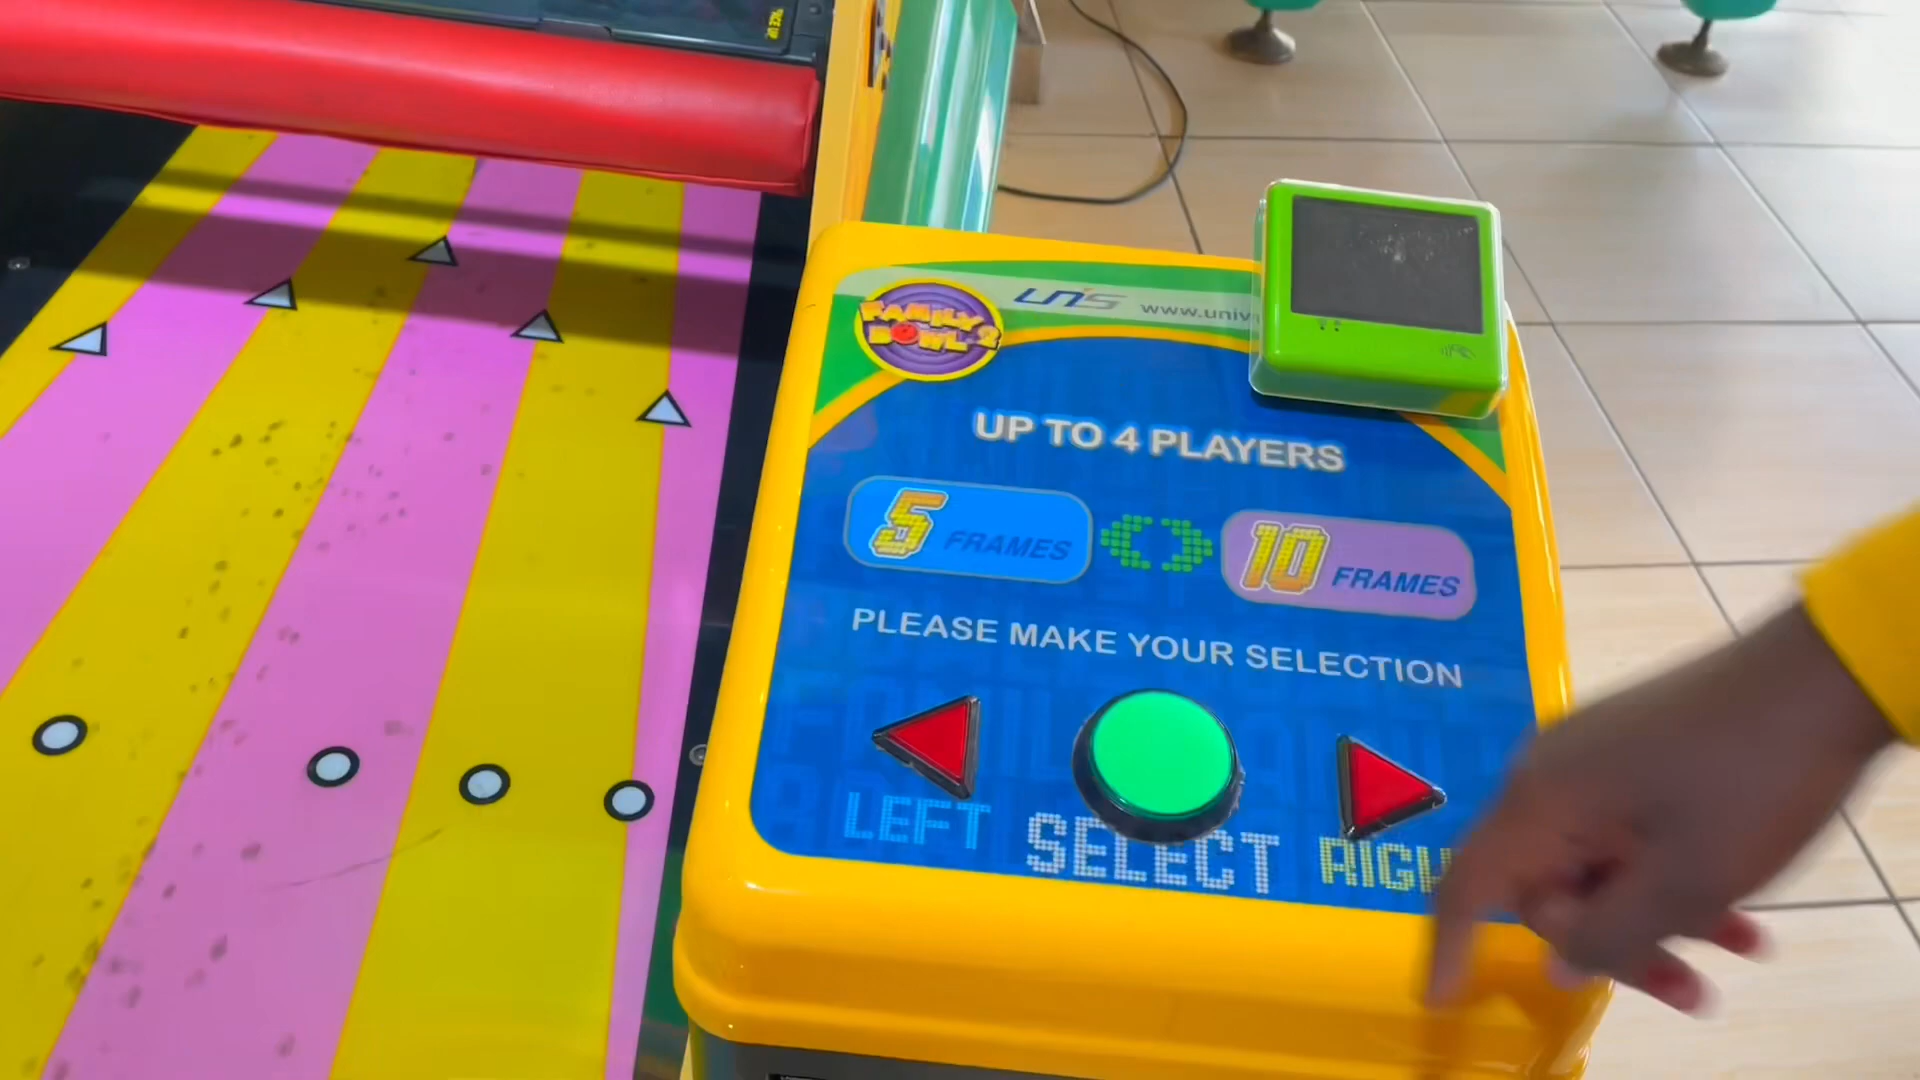 FAMILY BOWL 2
UNIS www.univ
UP TO 4 PLAYERS
5 FRAMES 10 FRAMES
PLEASE MAKE YOUR SELECTION
LEFT SELECT RIGH